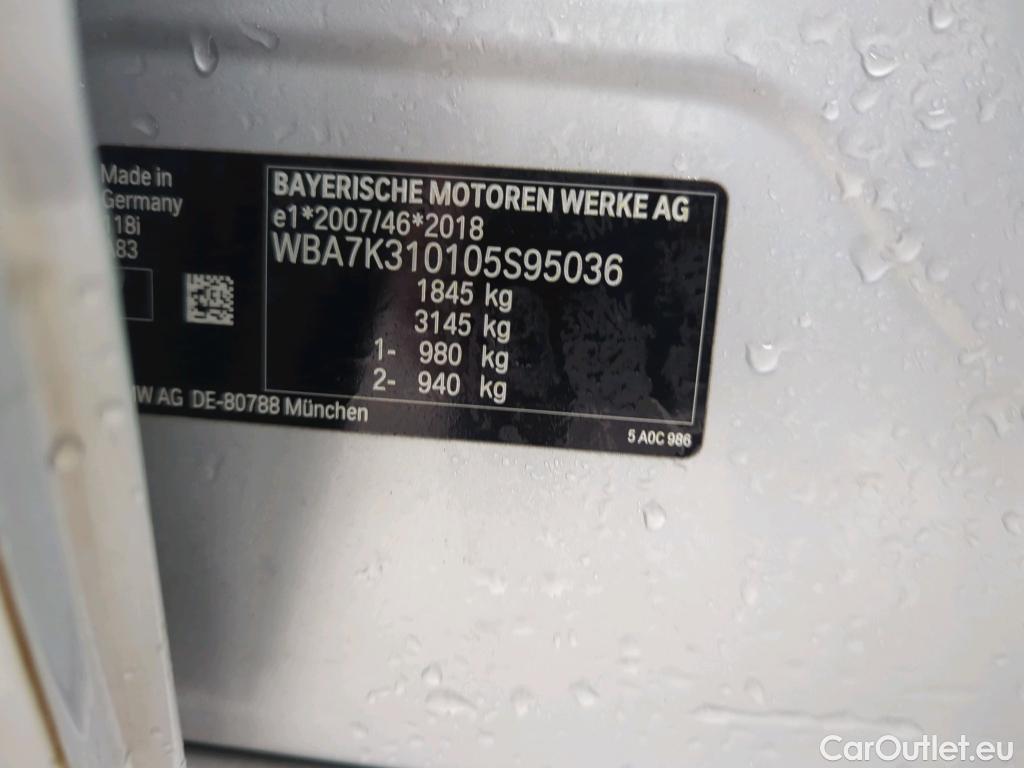 Made in
Germany
118i
BAYERISCHE MOTOREN WERKE AG
e1*2007/46*2018
WBA7K310105S95036
1845 kg
3145 kg
1- 980 kg
2- 940 kg
AG DE-80788 München
5 A0C 986
CarOutlet.eu